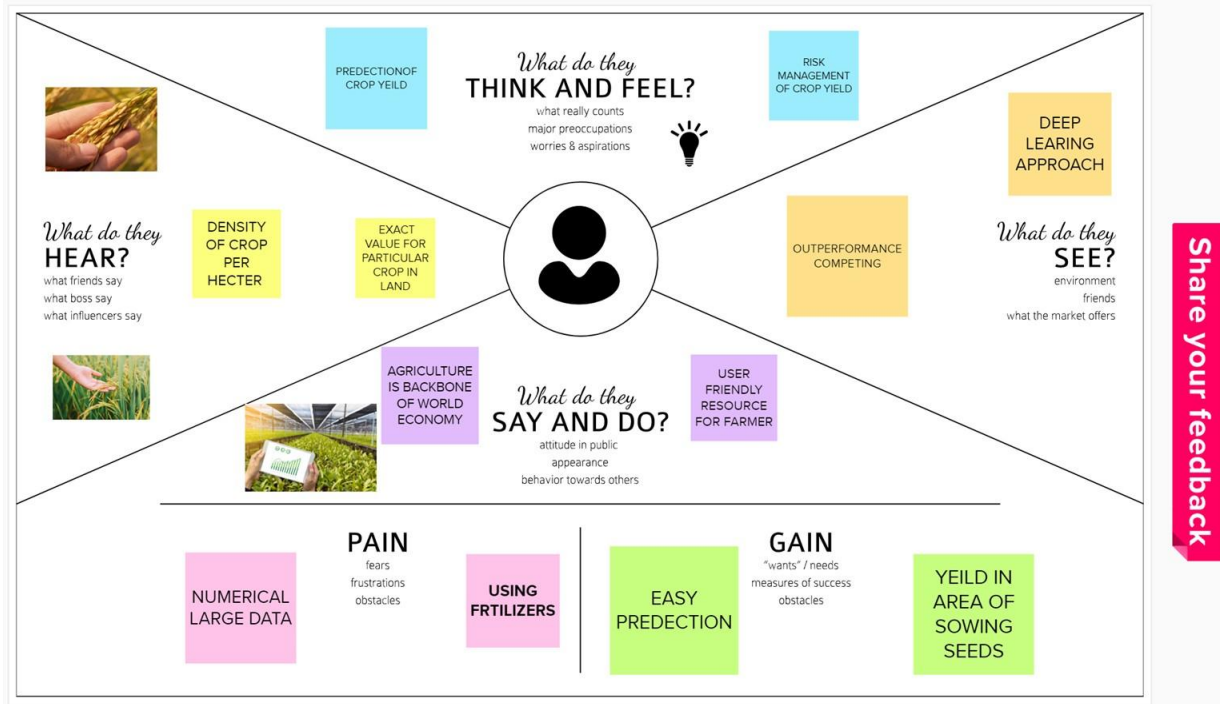 PREDECTIONOF
CROP YEILD
What do they
THINK AND FEEL?
what really counts
major preoccupations
worries & aspirations
RISK
MANAGEMENT
OF CROP YIELD
DEEP
LEARING
APPROACH
What do they
HEAR?
what friends say
what boss say
what influencers say
DENSITY
OF CROP
PER
HECTER
EXACT
VALUE FOR
PARTICULAR
CROP IN
LAND
OUTPERFORMANCE
COMPETING
What do they
SEE?
environment
friends
what the market offers
AGRICULTURE
IS BACKBONE
OF WORLD
ECONOMY
What do they
SAY AND DO?
attitude in public
appearance
behavior towards others
USER
FRIENDLY
RESOURCE
FOR FARMER
PAIN
fears
frustrations
obstacles
NUMERICAL
LARGE DATA
USING
FRTILIZERS
GAIN
"wants" / needs
measures of success
obstacles
EASY
PREDECTION
YEILD IN
AREA OF
SOWING
SEEDS
Share your feedback